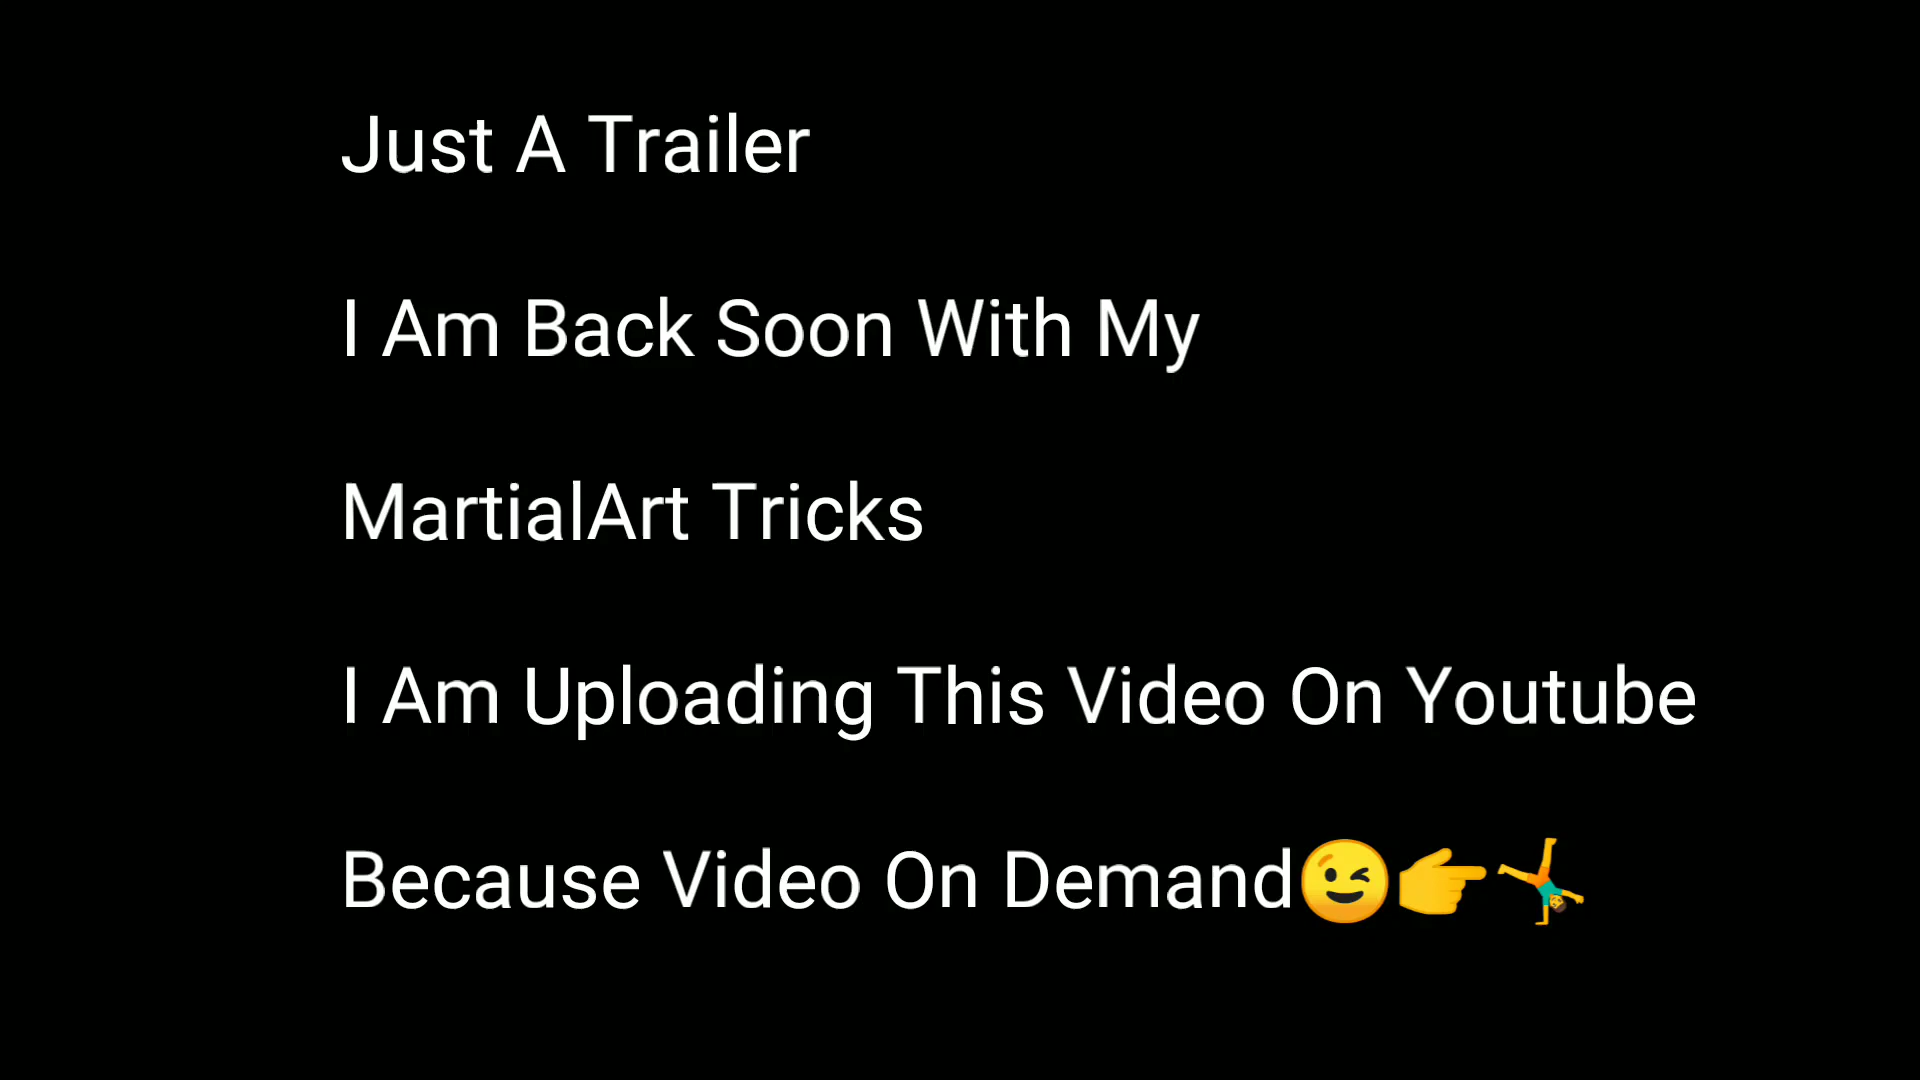 Just A Trailer
I Am Back Soon With My
MartialArt Tricks
I Am Uploading This Video On Youtube
Because Video On Demand😉👉🤸‍♂️